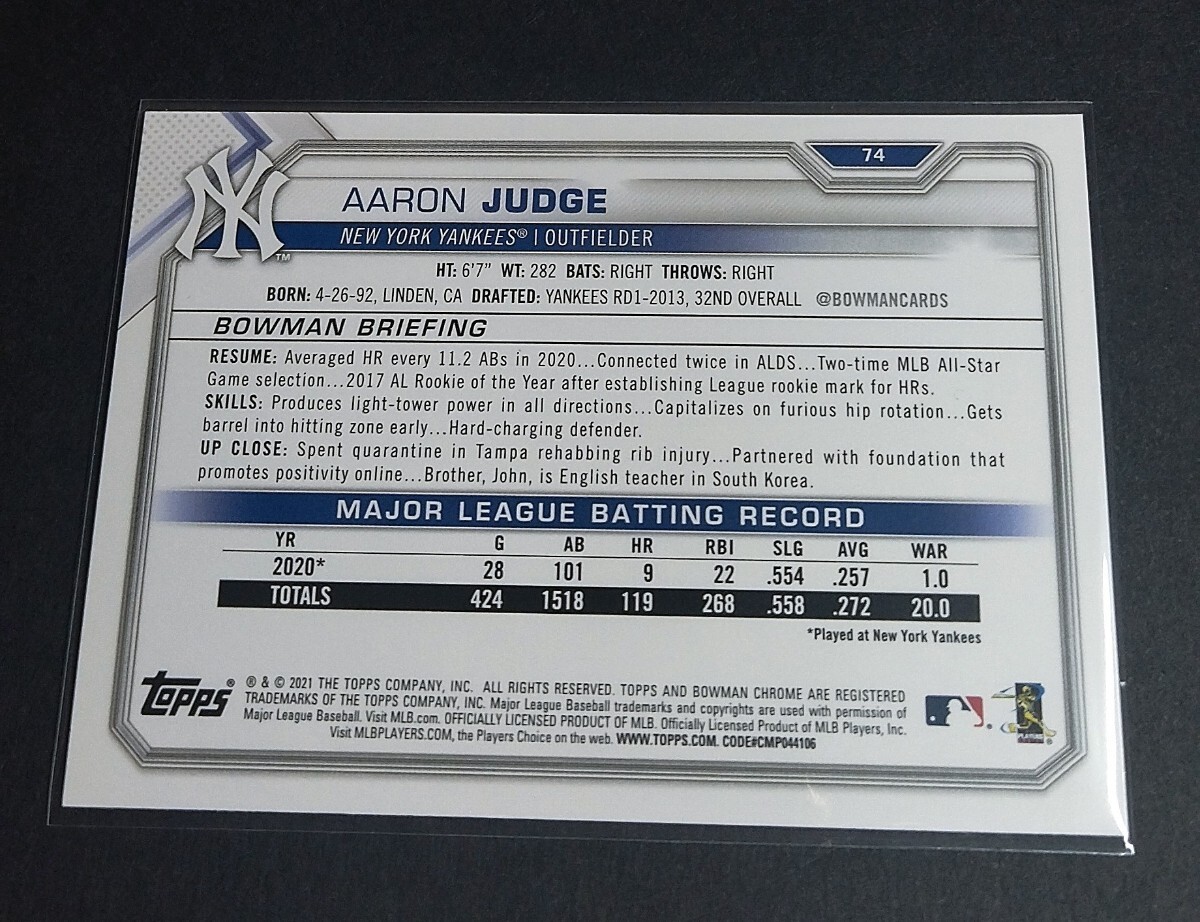 74
NY
TM
AARON JUDGE
NEW YORK YANKEES® | OUTFIELDER
HT: 6'7" WT: 282 BATS: RIGHT THROWS: RIGHT
BORN: 4-26-92, LINDEN, CA DRAFTED: YANKEES RD1-2013, 32ND OVERALL @BOWMANCARDS
BOWMAN BRIEFING
RESUME: Averaged HR every 11.2 ABs in 2020...Connected twice in ALDS...Two-time MLB All-Star
Game selection...2017 AL Rookie of the Year after establishing League rookie mark for HRs.
SKILLS: Produces light-tower power in all directions...Capitalizes on furious hip rotation...Gets
barrel into hitting zone early...Hard-charging defender.
UP CLOSE: Spent quarantine in Tampa rehabbing rib injury...Partnered with foundation that
promotes positivity online...Brother, John, is English teacher in South Korea.
MAJOR LEAGUE BATTING RECORD
YR G AB HR RBI SLG AVG WAR
2020* 28 101 9 22 .554 .257 1.0
TOTALS 424 1518 119 268 .558 .272 20.0
*Played at New York Yankees
Topps®
® & © 2021 THE TOPPS COMPANY, INC. ALL RIGHTS RESERVED. TOPPS AND BOWMAN CHROME ARE REGISTERED
TRADEMARKS OF THE TOPPS COMPANY, INC. Major League Baseball trademarks and copyrights are used with permission of
Major League Baseball. Visit MLB.com. OFFICIALLY LICENSED PRODUCT OF MLB. Officially Licensed Product of MLB Players, Inc.
Visit MLBPLAYERS.COM, the Players Choice on the web. WWW.TOPPS.COM. CODE#CMP044106
PLAYERS